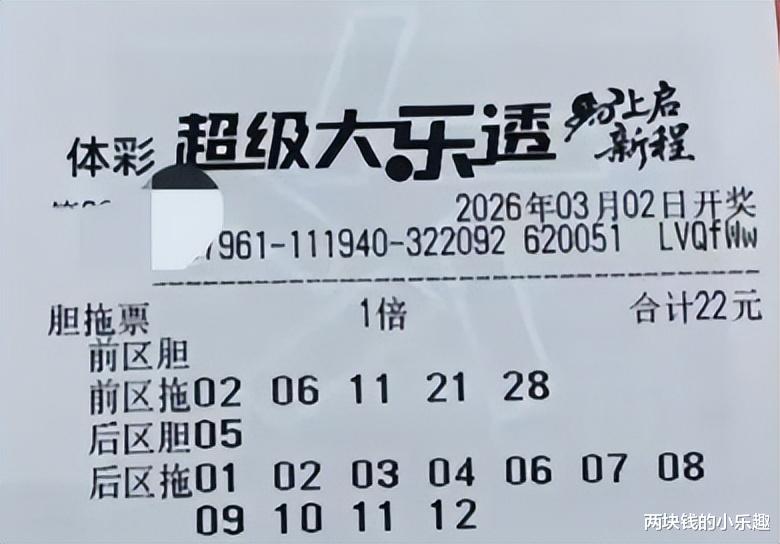 体彩 超级大乐透 马上启新程
2026年03月02日开奖
7961-111940-322092 620051 LVQfWw
胆拖票 1倍 合计22元
前区胆
前区拖02 06 11 21 28
后区胆05
后区拖01 02 03 04 06 07 08
09 10 11 12
两块钱的小乐趣